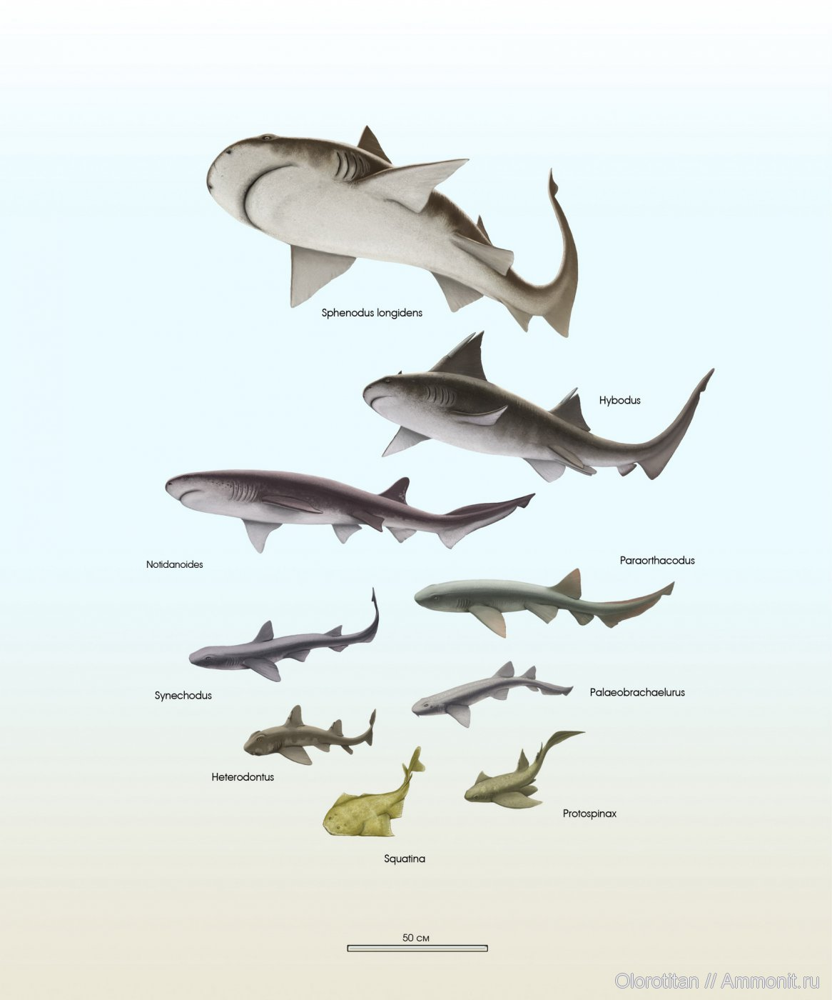 Sphenodus longidens
Hybodus
Notidanoides
Paraorthacodus
Synechodus
Palaeobrachaelurus
Heterodontus
Protospinax
Squatina
50 см
Olorotitan // Ammonit.ru